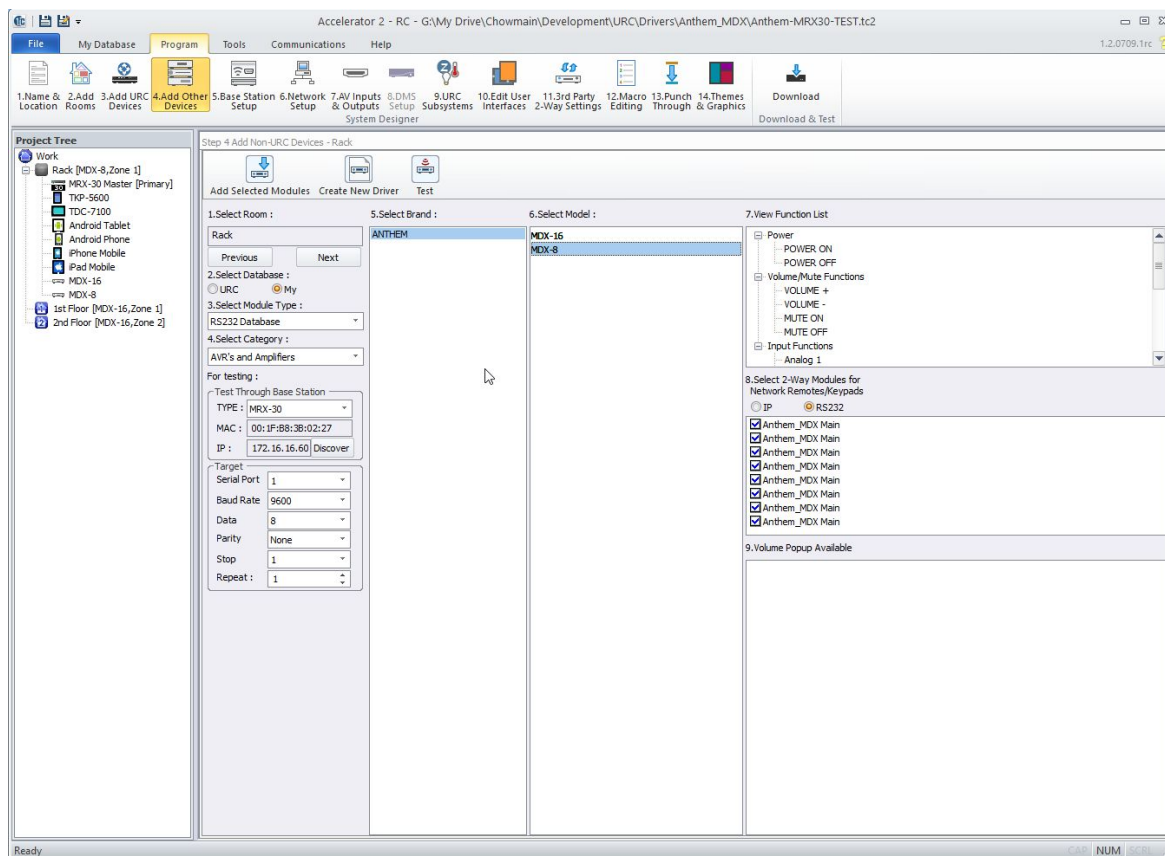 Accelerator 2 - RC - G:\My Drive\Chowmain\Development\URC\Drivers\Anthem_MDX\Anthem-MRX30-TEST.tc2
File My Database Program Tools Communications Help 1.2.0709.1rc
1.Name & Location
2.Add Rooms
3.Add URC Devices
4.Add Other Devices
5.Base Station Setup
6.Network Setup
7.AV Inputs & Outputs
8.DMS Setup
9.URC Subsystems
10.Edit User Interfaces
11.3rd Party 2-Way Settings
12.Macro Editing
13.Punch Through
14.Themes & Graphics
Download
System Designer
Download & Test
Project Tree
Work
Rack [MDX-8,Zone 1]
MRX-30 Master [Primary]
TKP-5600
TDC-7100
Android Tablet
Android Phone
iPhone Mobile
iPad Mobile
MDX-16
MDX-8
1st Floor [MDX-16,Zone 1]
2nd Floor [MDX-16,Zone 2]
Step 4 Add Non-URC Devices - Rack
Add Selected Modules
Create New Driver
Test
1.Select Room :
Rack
Previous
Next
2.Select Database :
URC
My
3.Select Module Type :
RS232 Database
4.Select Category :
AVR's and Amplifiers
For testing :
Test Through Base Station
TYPE : MRX-30
MAC : 00:1F:B8:3B:02:27
IP : 172.16.16.60 Discover
Target
Serial Port 1
Baud Rate 9600
Data 8
Parity None
Stop 1
Repeat : 1
5.Select Brand :
ANTHEM
6.Select Model :
MDX-16
MDX-8
7.View Function List
Power
POWER ON
POWER OFF
Volume/Mute Functions
VOLUME +
VOLUME -
MUTE ON
MUTE OFF
Input Functions
Analog 1
8.Select 2-Way Modules for
Network Remotes/Keypads
IP
RS232
Anthem_MDX Main
Anthem_MDX Main
Anthem_MDX Main
Anthem_MDX Main
Anthem_MDX Main
Anthem_MDX Main
Anthem_MDX Main
Anthem_MDX Main
9.Volume Popup Available
Ready
CAP NUM SCRL